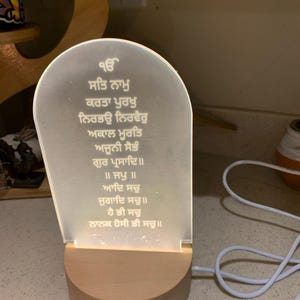 ੴ
ਸਤਿ ਨਾਮੁ
ਕਰਤਾ ਪੁਰਖੁ
ਨਿਰਭਉ ਨਿਰਵੈਰੁ
ਅਕਾਲ ਮੂਰਤਿ
ਅਜੂਨੀ ਸੈਭੰ
ਗੁਰ ਪ੍ਰਸਾਦਿ॥
॥ ਜਪੁ ॥
ਆਦਿ ਸਚੁ
ਜੁਗਾਦਿ ਸਚੁ॥
ਹੈ ਭੀ ਸਚੁ
ਨਾਨਕ ਹੋਸੀ ਭੀ ਸਚੁ॥